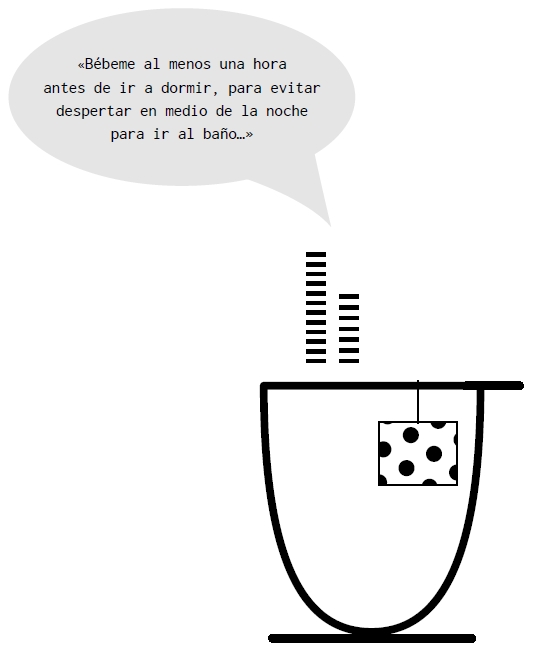 «Bébeme al menos una hora
antes de ir a dormir, para evitar
despertar en medio de la noche
para ir al baño…»